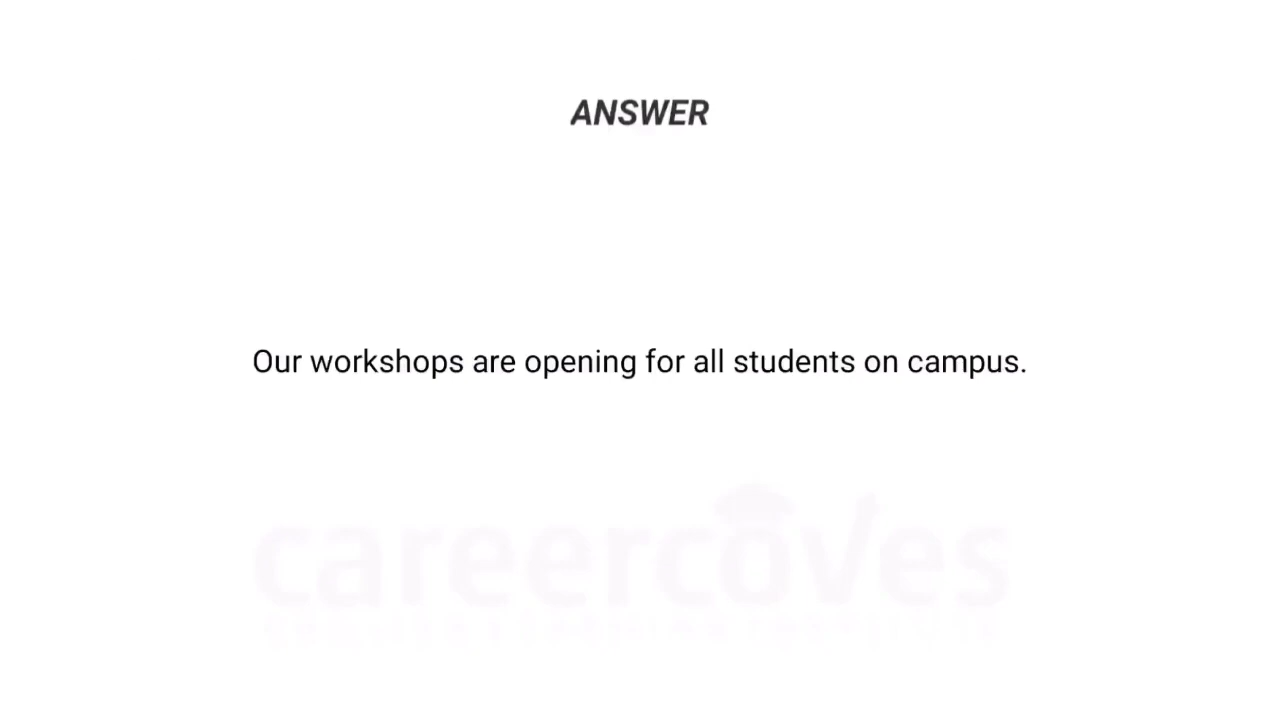 ANSWER
Our workshops are opening for all students on campus.
careercoves